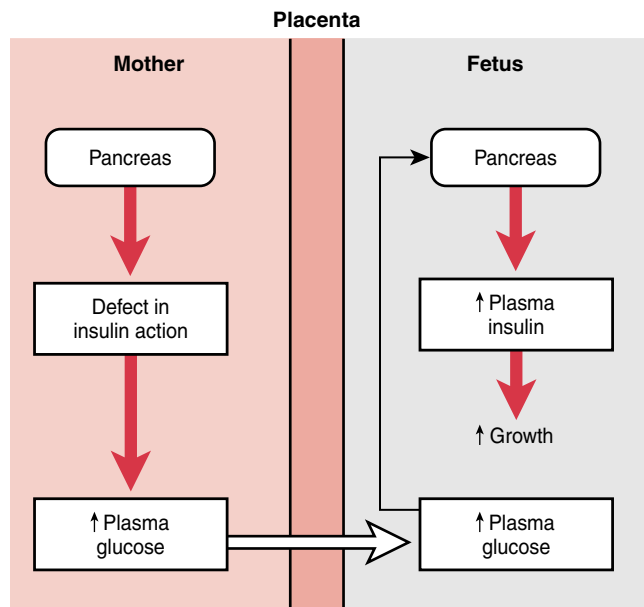 Placenta
Mother
Pancreas
Defect in
insulin action
↑ Plasma
glucose
Fetus
Pancreas
↑ Plasma
insulin
↑ Growth
↑ Plasma
glucose